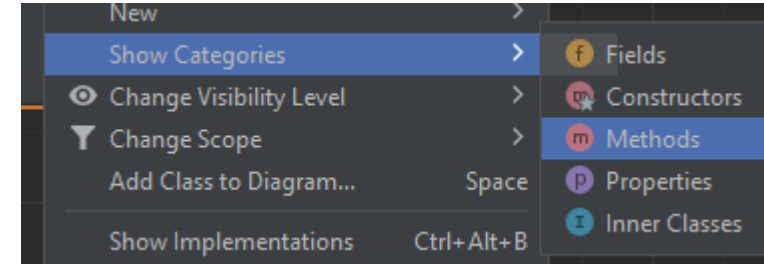 New
Show Categories
Change Visibility Level
Change Scope
Add Class to Diagram... Space
Show Implementations Ctrl+Alt+B
f Fields
m Constructors
m Methods
p Properties
I Inner Classes